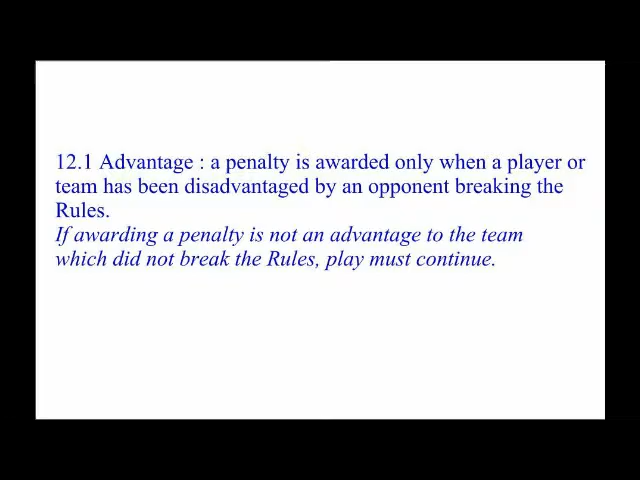 12.1 Advantage : a penalty is awarded only when a player or
team has been disadvantaged by an opponent breaking the
Rules.
If awarding a penalty is not an advantage to the team
which did not break the Rules, play must continue.